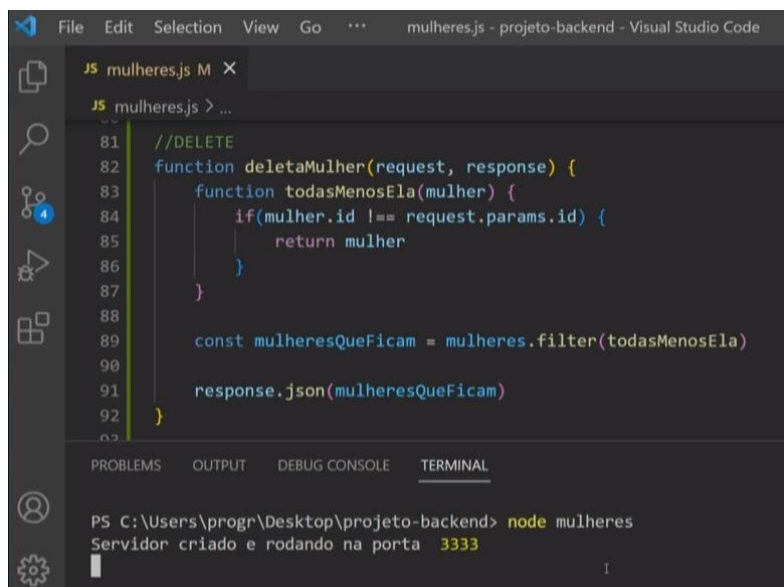 File Edit Selection View Go ··· mulheres.js - projeto-backend - Visual Studio Code
JS mulheres.js M ×
JS mulheres.js > ...
81 //DELETE
82 function deletaMulher(request, response) {
83 function todasMenosEla(mulher) {
84 if(mulher.id !== request.params.id) {
85 return mulher
86 }
87 }
88
89 const mulheresQueFicam = mulheres.filter(todasMenosEla)
90
91 response.json(mulheresQueFicam)
92 }
4
PROBLEMS OUTPUT DEBUG CONSOLE TERMINAL
PS C:\Users\progr\Desktop\projeto-backend> node mulheres
Servidor criado e rodando na porta 3333